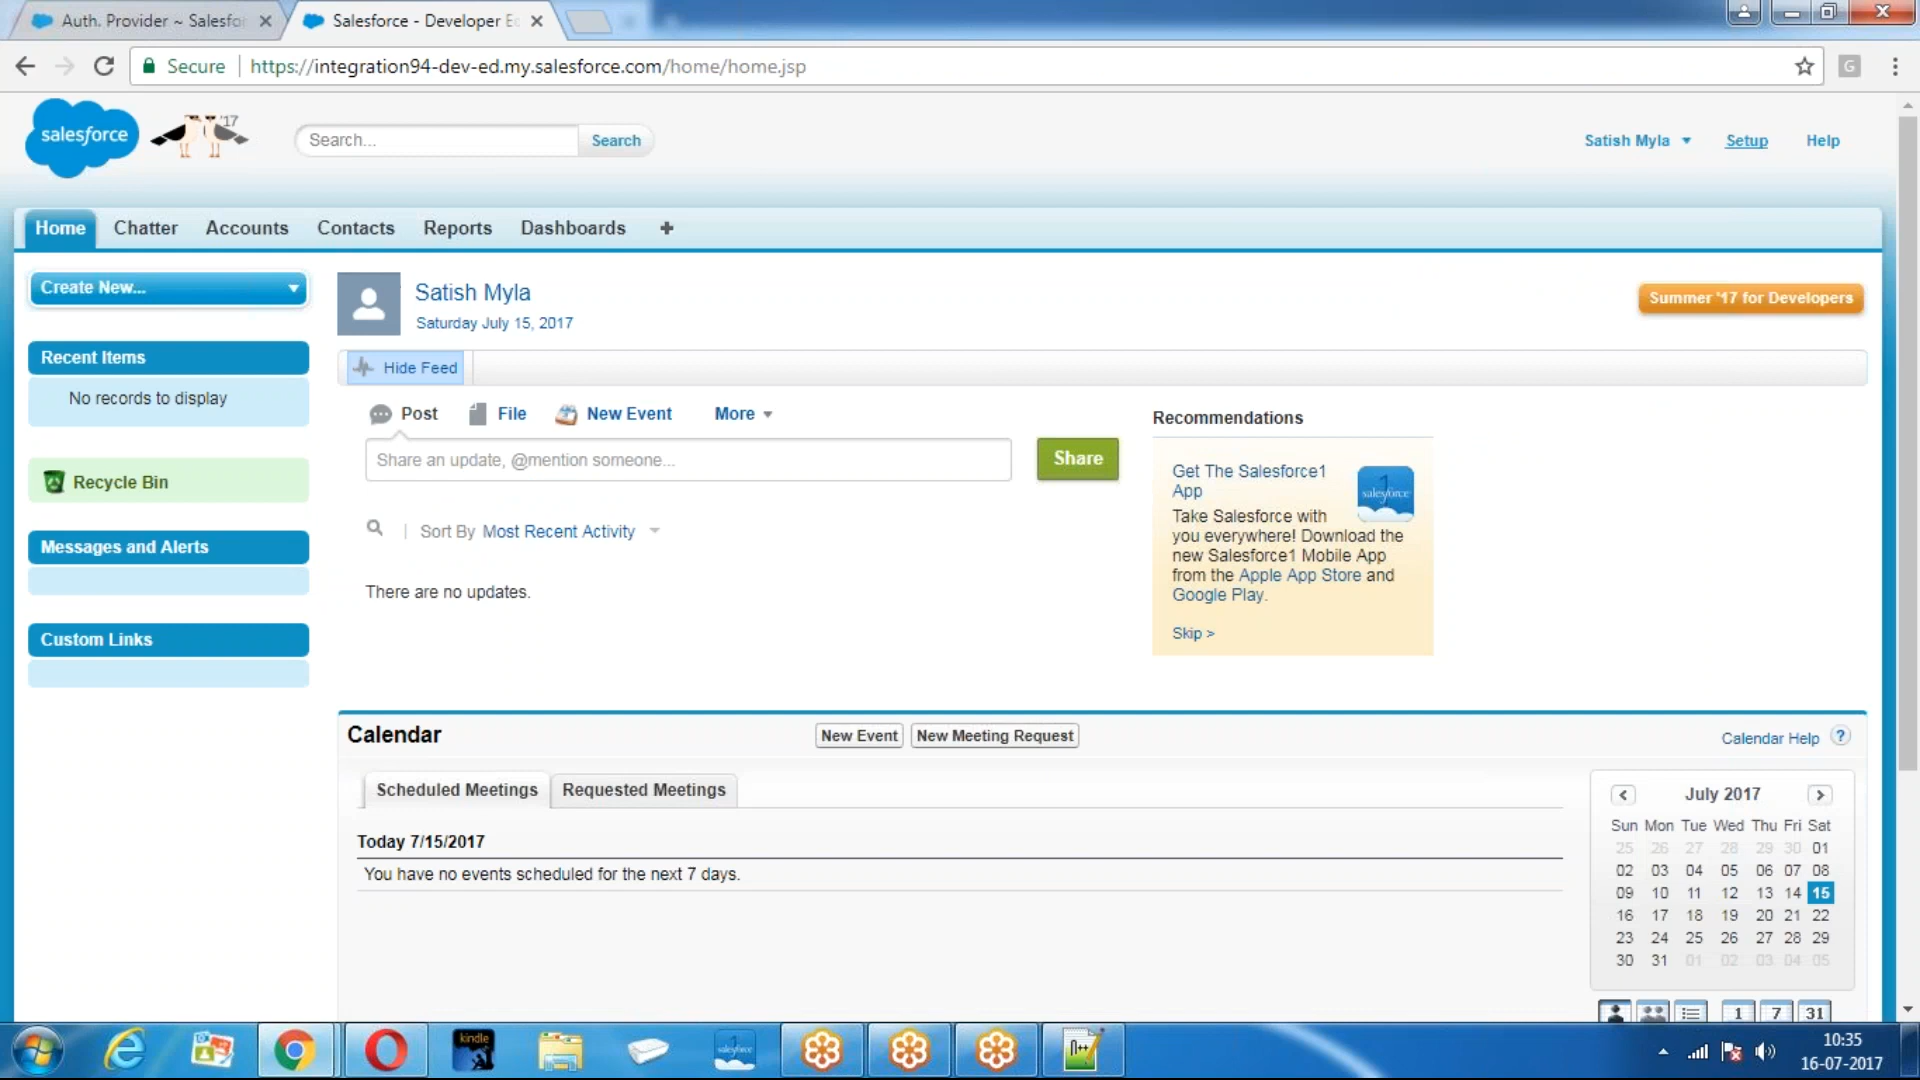 Auth. Provider ~ Salesfo
Salesforce - Developer E
Secure https://integration94-dev-ed.my.salesforce.com/home/home.jsp
G
salesforce
'17
Search...
Search
Satish Myla
Setup
Help
Home
Chatter
Accounts
Contacts
Reports
Dashboards
Create New...
Satish Myla
Saturday July 15, 2017
Summer '17 for Developers
Recent Items
No records to display
Hide Feed
Post
File
New Event
More
Share an update, @mention someone...
Share
Recommendations
Get The Salesforce1
App
salesforce
1
Take Salesforce with
you everywhere! Download the
new Salesforce1 Mobile App
from the Apple App Store and
Google Play.
Skip >
Recycle Bin
Sort By Most Recent Activity
Messages and Alerts
There are no updates.
Custom Links
Calendar
New Event
New Meeting Request
Calendar Help ?
Scheduled Meetings
Requested Meetings
Today 7/15/2017
You have no events scheduled for the next 7 days.
July 2017
Sun Mon Tue Wed Thu Fri Sat
25 26 27 28 29 30 01
02 03 04 05 06 07 08
09 10 11 12 13 14 15
16 17 18 19 20 21 22
23 24 25 26 27 28 29
30 31 01 02 03 04 05
1 7 31
kindle
salesforce
10:35
16-07-2017